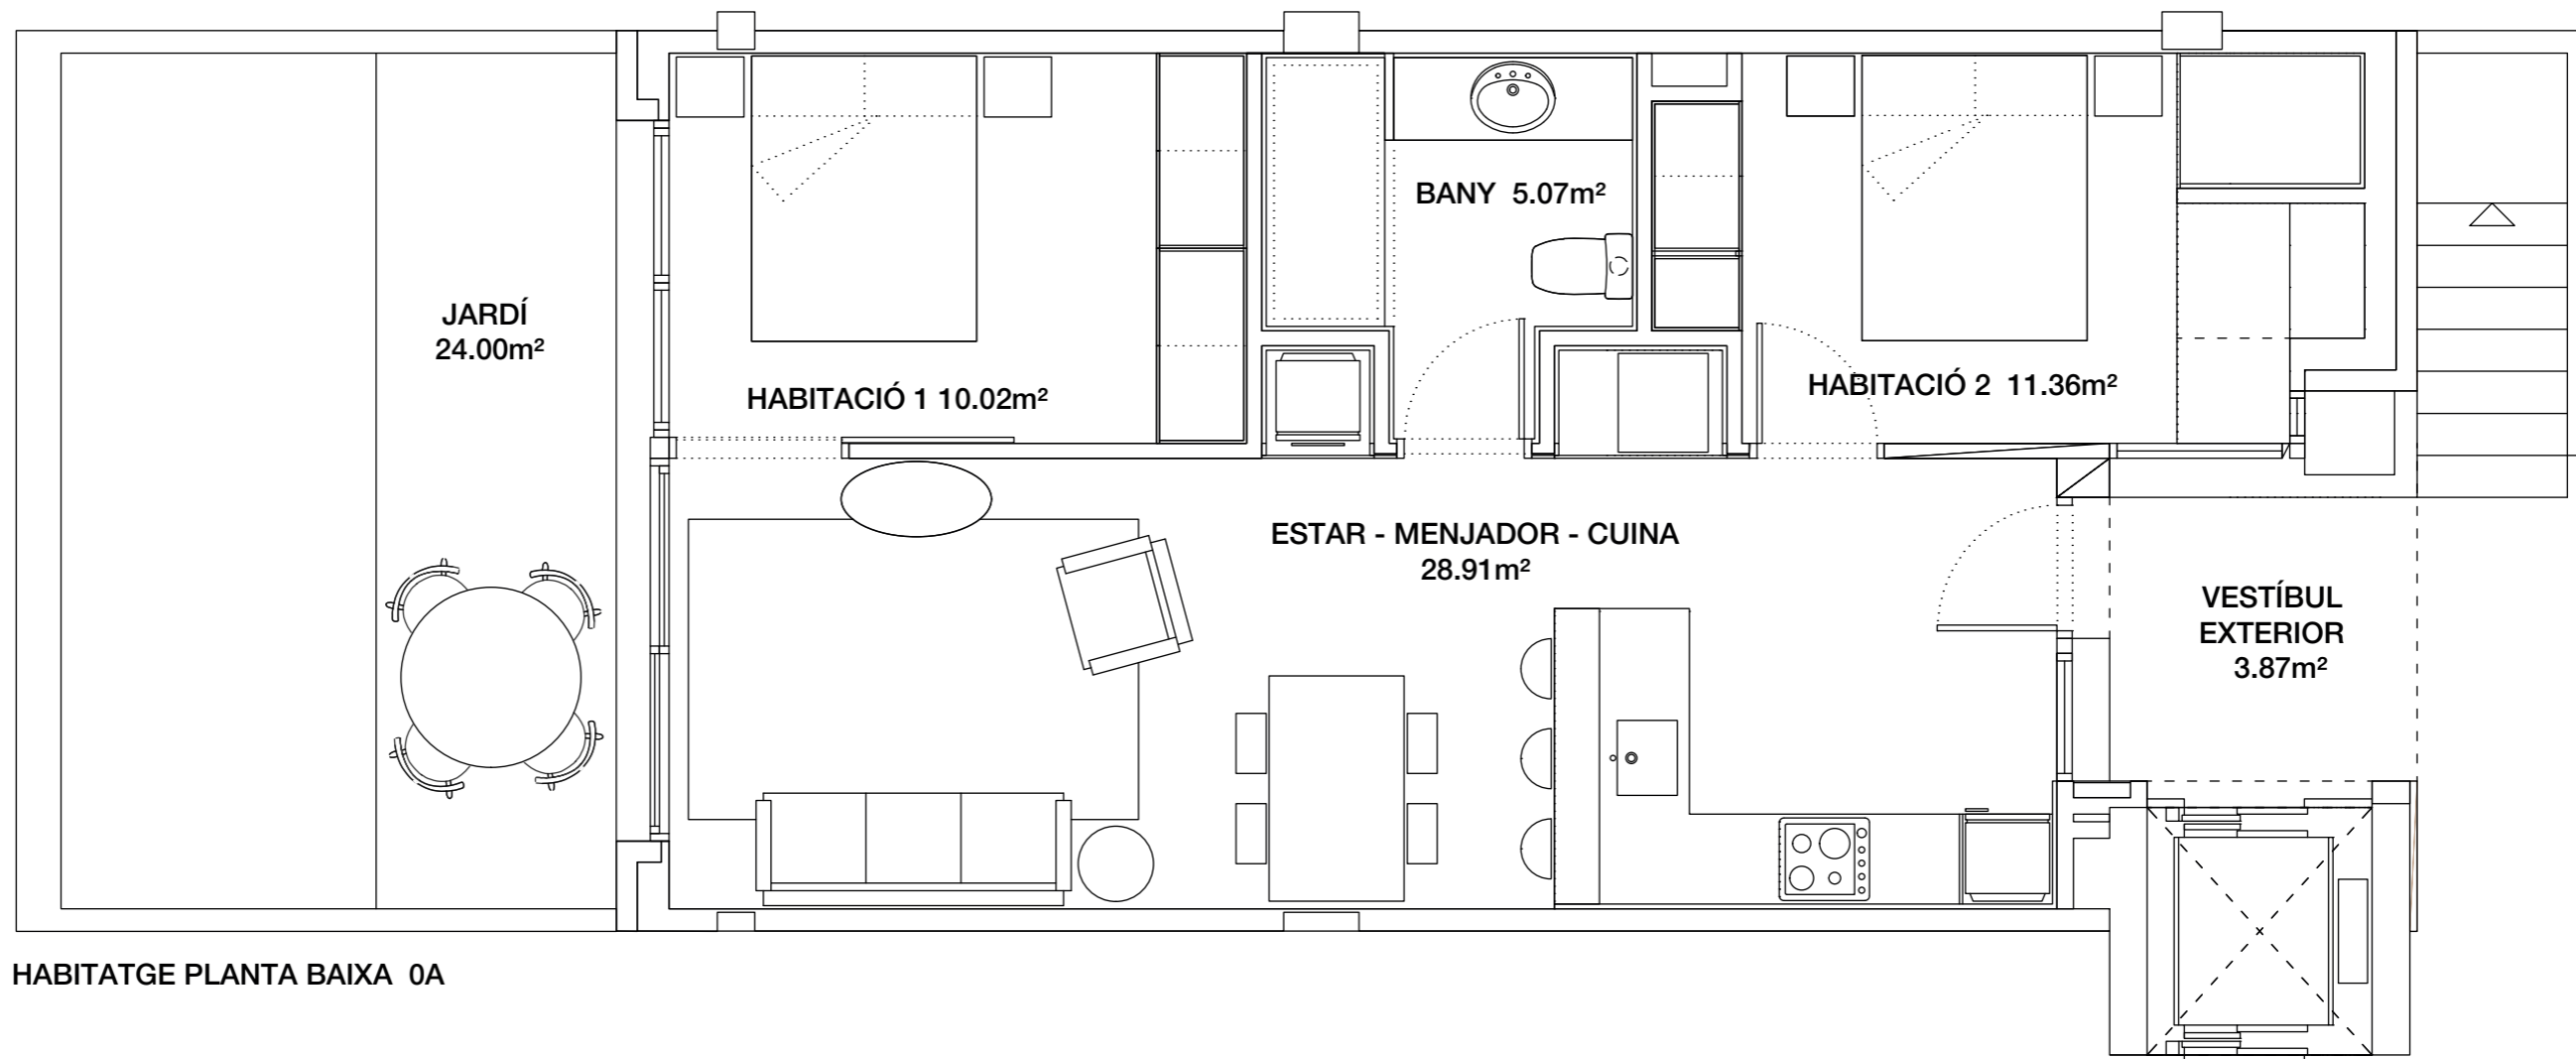 BANY 5.07m²
JARDÍ
24.00m²
HABITACIÓ 1 10.02m²
HABITACIÓ 2 11.36m²
ESTAR - MENJADOR - CUINA
28.91m²
VESTÍBUL
EXTERIOR
3.87m²
HABITATGE PLANTA BAIXA 0A